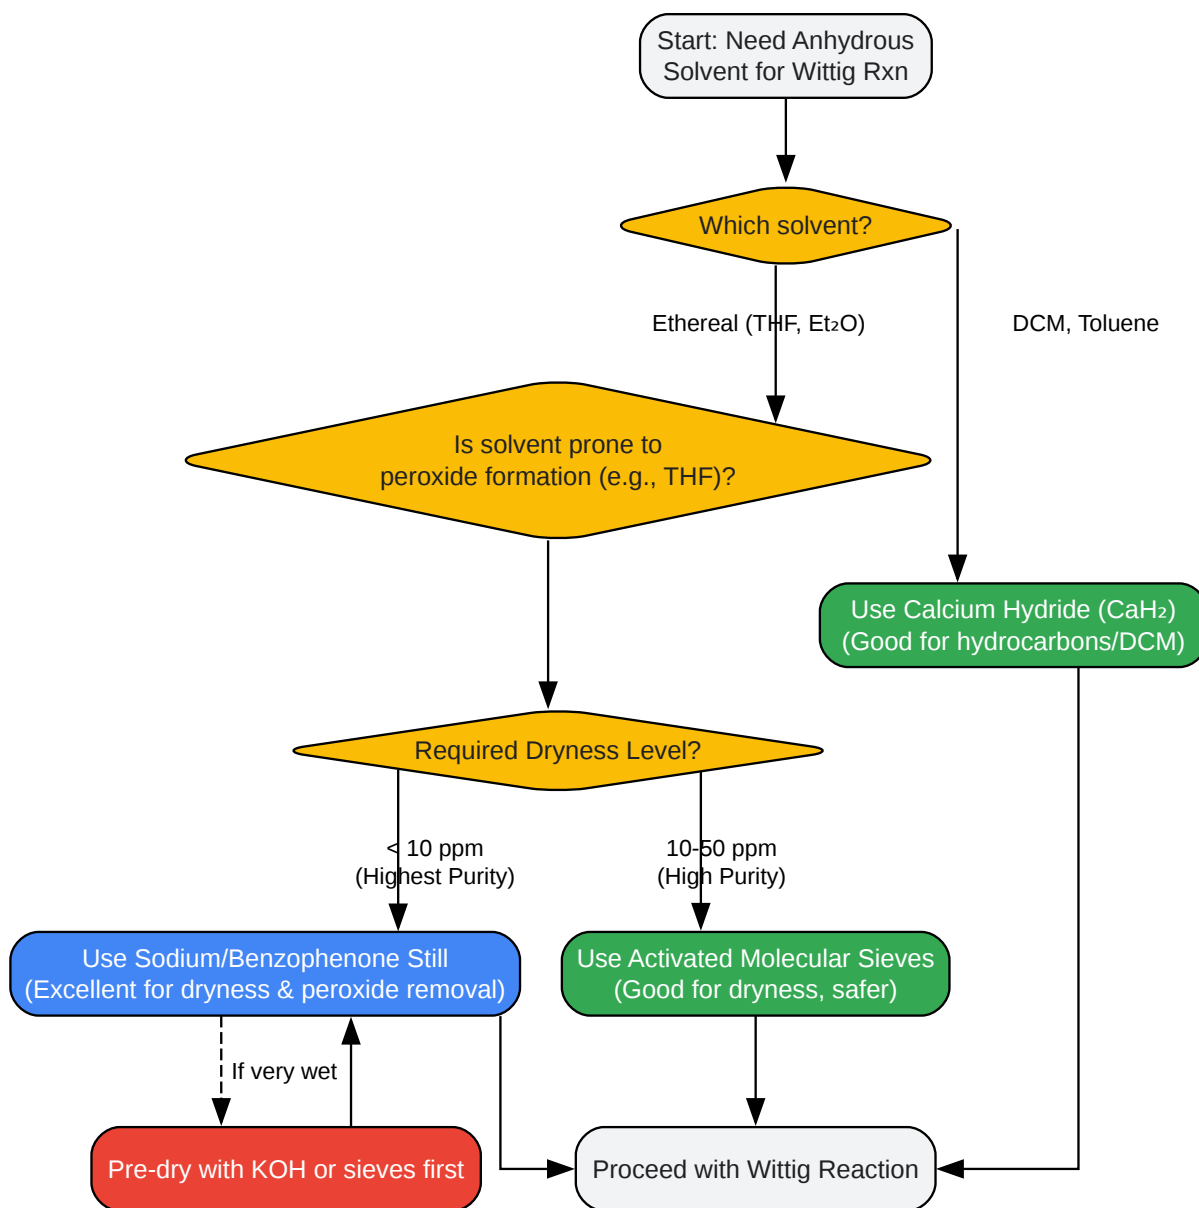 Start: Need Anhydrous
Solvent for Wittig Rxn
Which solvent?
Ethereal (THF, Et₂O)
DCM, Toluene
Is solvent prone to
peroxide formation (e.g., THF)?
Use Calcium Hydride (CaH₂)
(Good for hydrocarbons/DCM)
Required Dryness Level?
< 10 ppm
(Highest Purity)
10-50 ppm
(High Purity)
Use Sodium/Benzophenone Still
(Excellent for dryness & peroxide removal)
Use Activated Molecular Sieves
(Good for dryness, safer)
If very wet
Pre-dry with KOH or sieves first
Proceed with Wittig Reaction